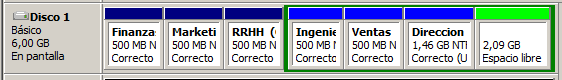 Disco 1
Básico
6,00 GB
En pantalla
Finanza
500 MB N
Correcto
Marketi
500 MB N
Correcto
RRHH (
500 MB N
Correcto
Ingenie
500 MB N
Correcto
Ventas
500 MB N
Correcto
Direccion
1,46 GB NTI
Correcto (U
2,09 GB
Espacio libre